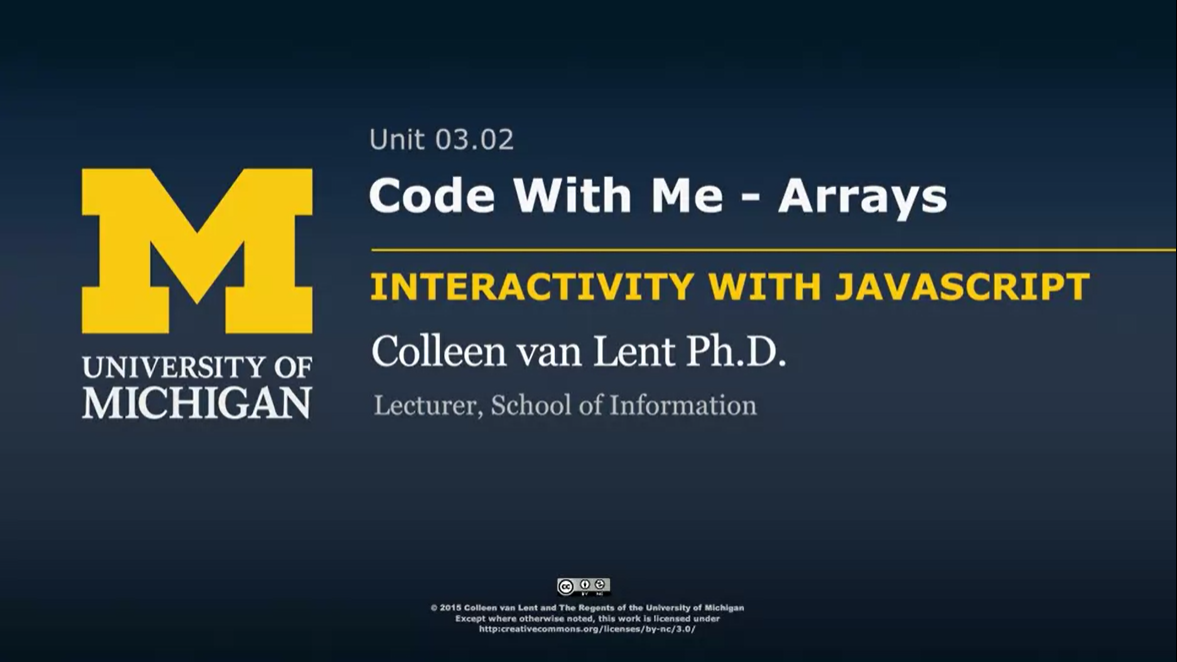 Unit 03.02
Code With Me - Arrays
INTERACTIVITY WITH JAVASCRIPT
Colleen van Lent Ph.D.
Lecturer, School of Information
M
UNIVERSITY OF
MICHIGAN
cc
BY NC
© 2015 Colleen van Lent and The Regents of the University of Michigan
Except where otherwise noted, this work is licensed under
http:creativecommons.org/licenses/by-nc/3.0/